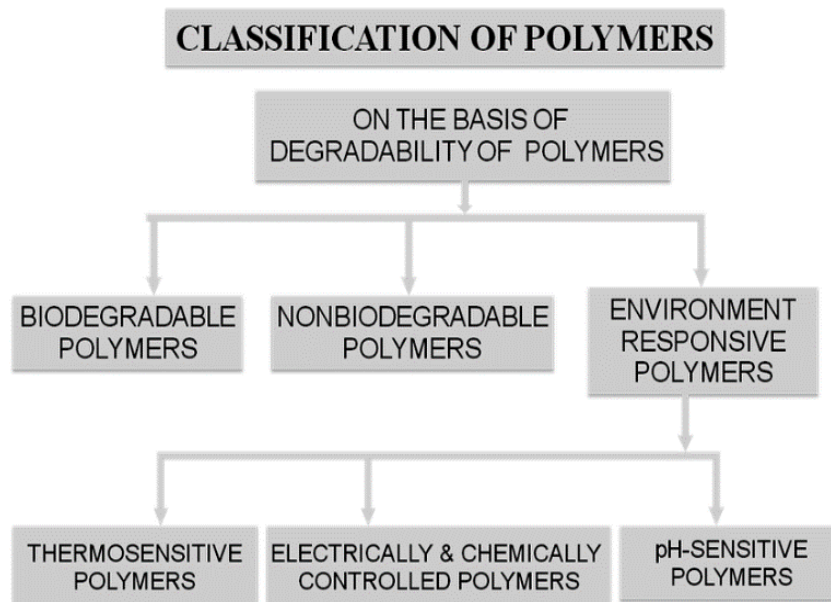 CLASSIFICATION OF POLYMERS
ON THE BASIS OF
DEGRADABILITY OF POLYMERS
BIODEGRADABLE
POLYMERS
NONBIODEGRADABLE
POLYMERS
ENVIRONMENT
RESPONSIVE
POLYMERS
THERMOSENSITIVE
POLYMERS
ELECTRICALLY & CHEMICALLY
CONTROLLED POLYMERS
pH-SENSITIVE
POLYMERS